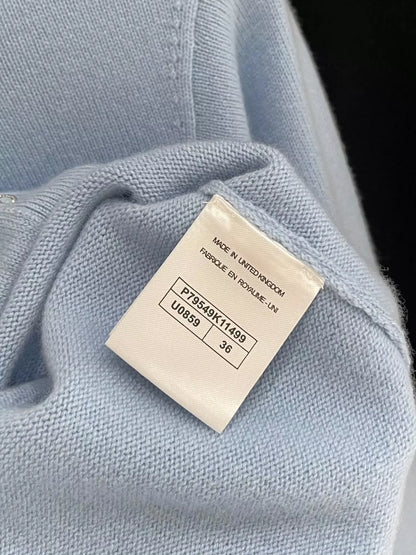 MADE IN UNITED KINGDOM
FABRIQUE EN ROYAUME-UNI
P79549K11499
U0859 36